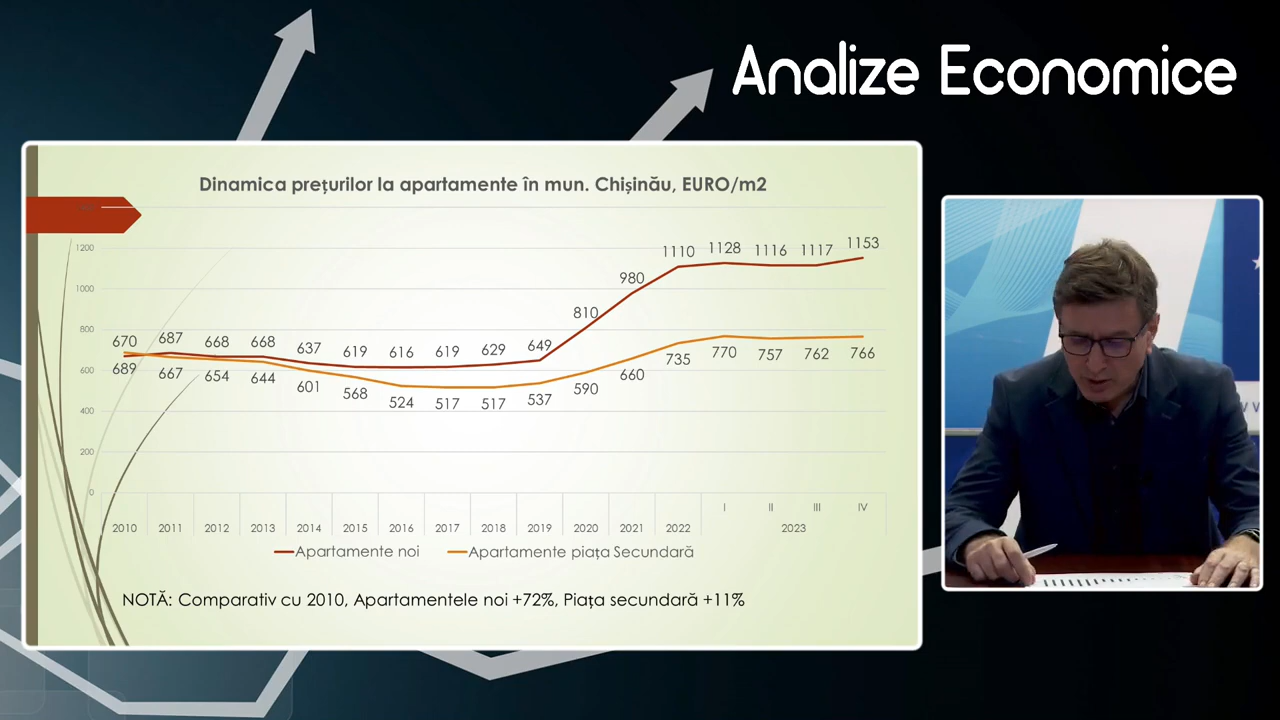 Analize Economice
Dinamica prețurilor la apartamente în mun. Chișinău, EURO/m2
1200
1000
800
600
400
200
0
670 687 668 668 637 619 616 619 629 649 810 980 1110 1128 1116 1117 1153
689 667 654 644 601 568 524 517 517 537 590 660 735 770 757 762 766
I II III IV
2010 2011 2012 2013 2014 2015 2016 2017 2018 2019 2020 2021 2022 2023
Apartamente noi Apartamente piața Secundară
NOTĂ: Comparativ cu 2010, Apartamentele noi +72%, Piața secundară +11%